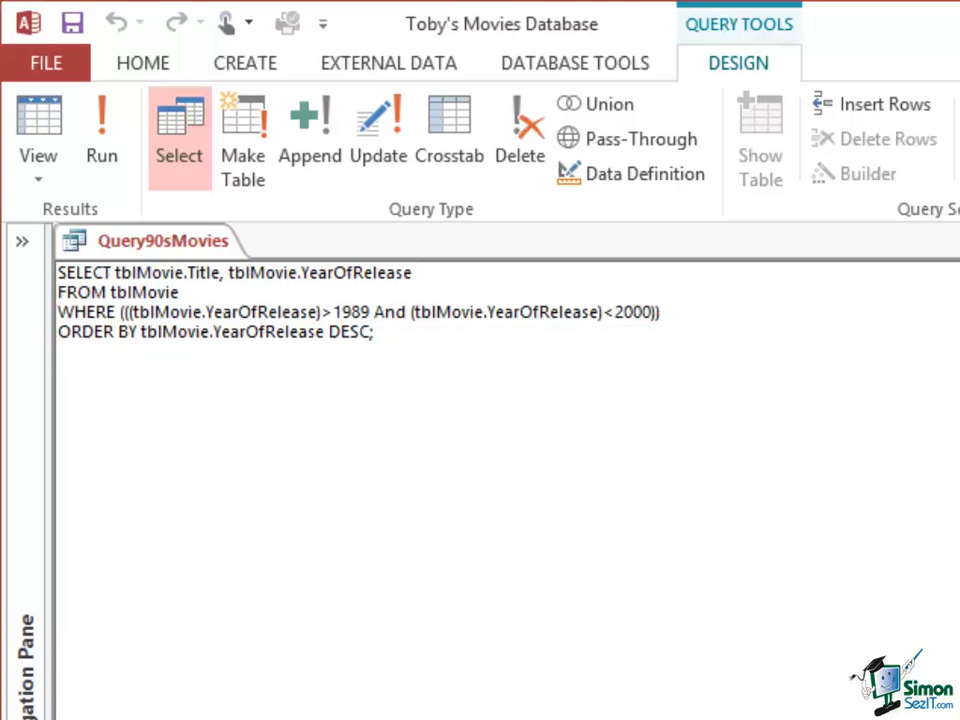 Toby's Movies Database
QUERY TOOLS
FILE
HOME
CREATE
EXTERNAL DATA
DATABASE TOOLS
DESIGN
View
Run
Select
Make
Table
Append
Update
Crosstab
Delete
Union
Pass-Through
Data Definition
Show
Table
Insert Rows
Delete Rows
Builder
Results
Query Type
Query Se
Query90sMovies
SELECT tblMovie.Title, tblMovie.YearOfRelease
FROM tblMovie
WHERE (((tblMovie.YearOfRelease)>1989 And (tblMovie.YearOfRelease)<2000))
ORDER BY tblMovie.YearOfRelease DESC;
gation Pane
Simon
SezIT.com